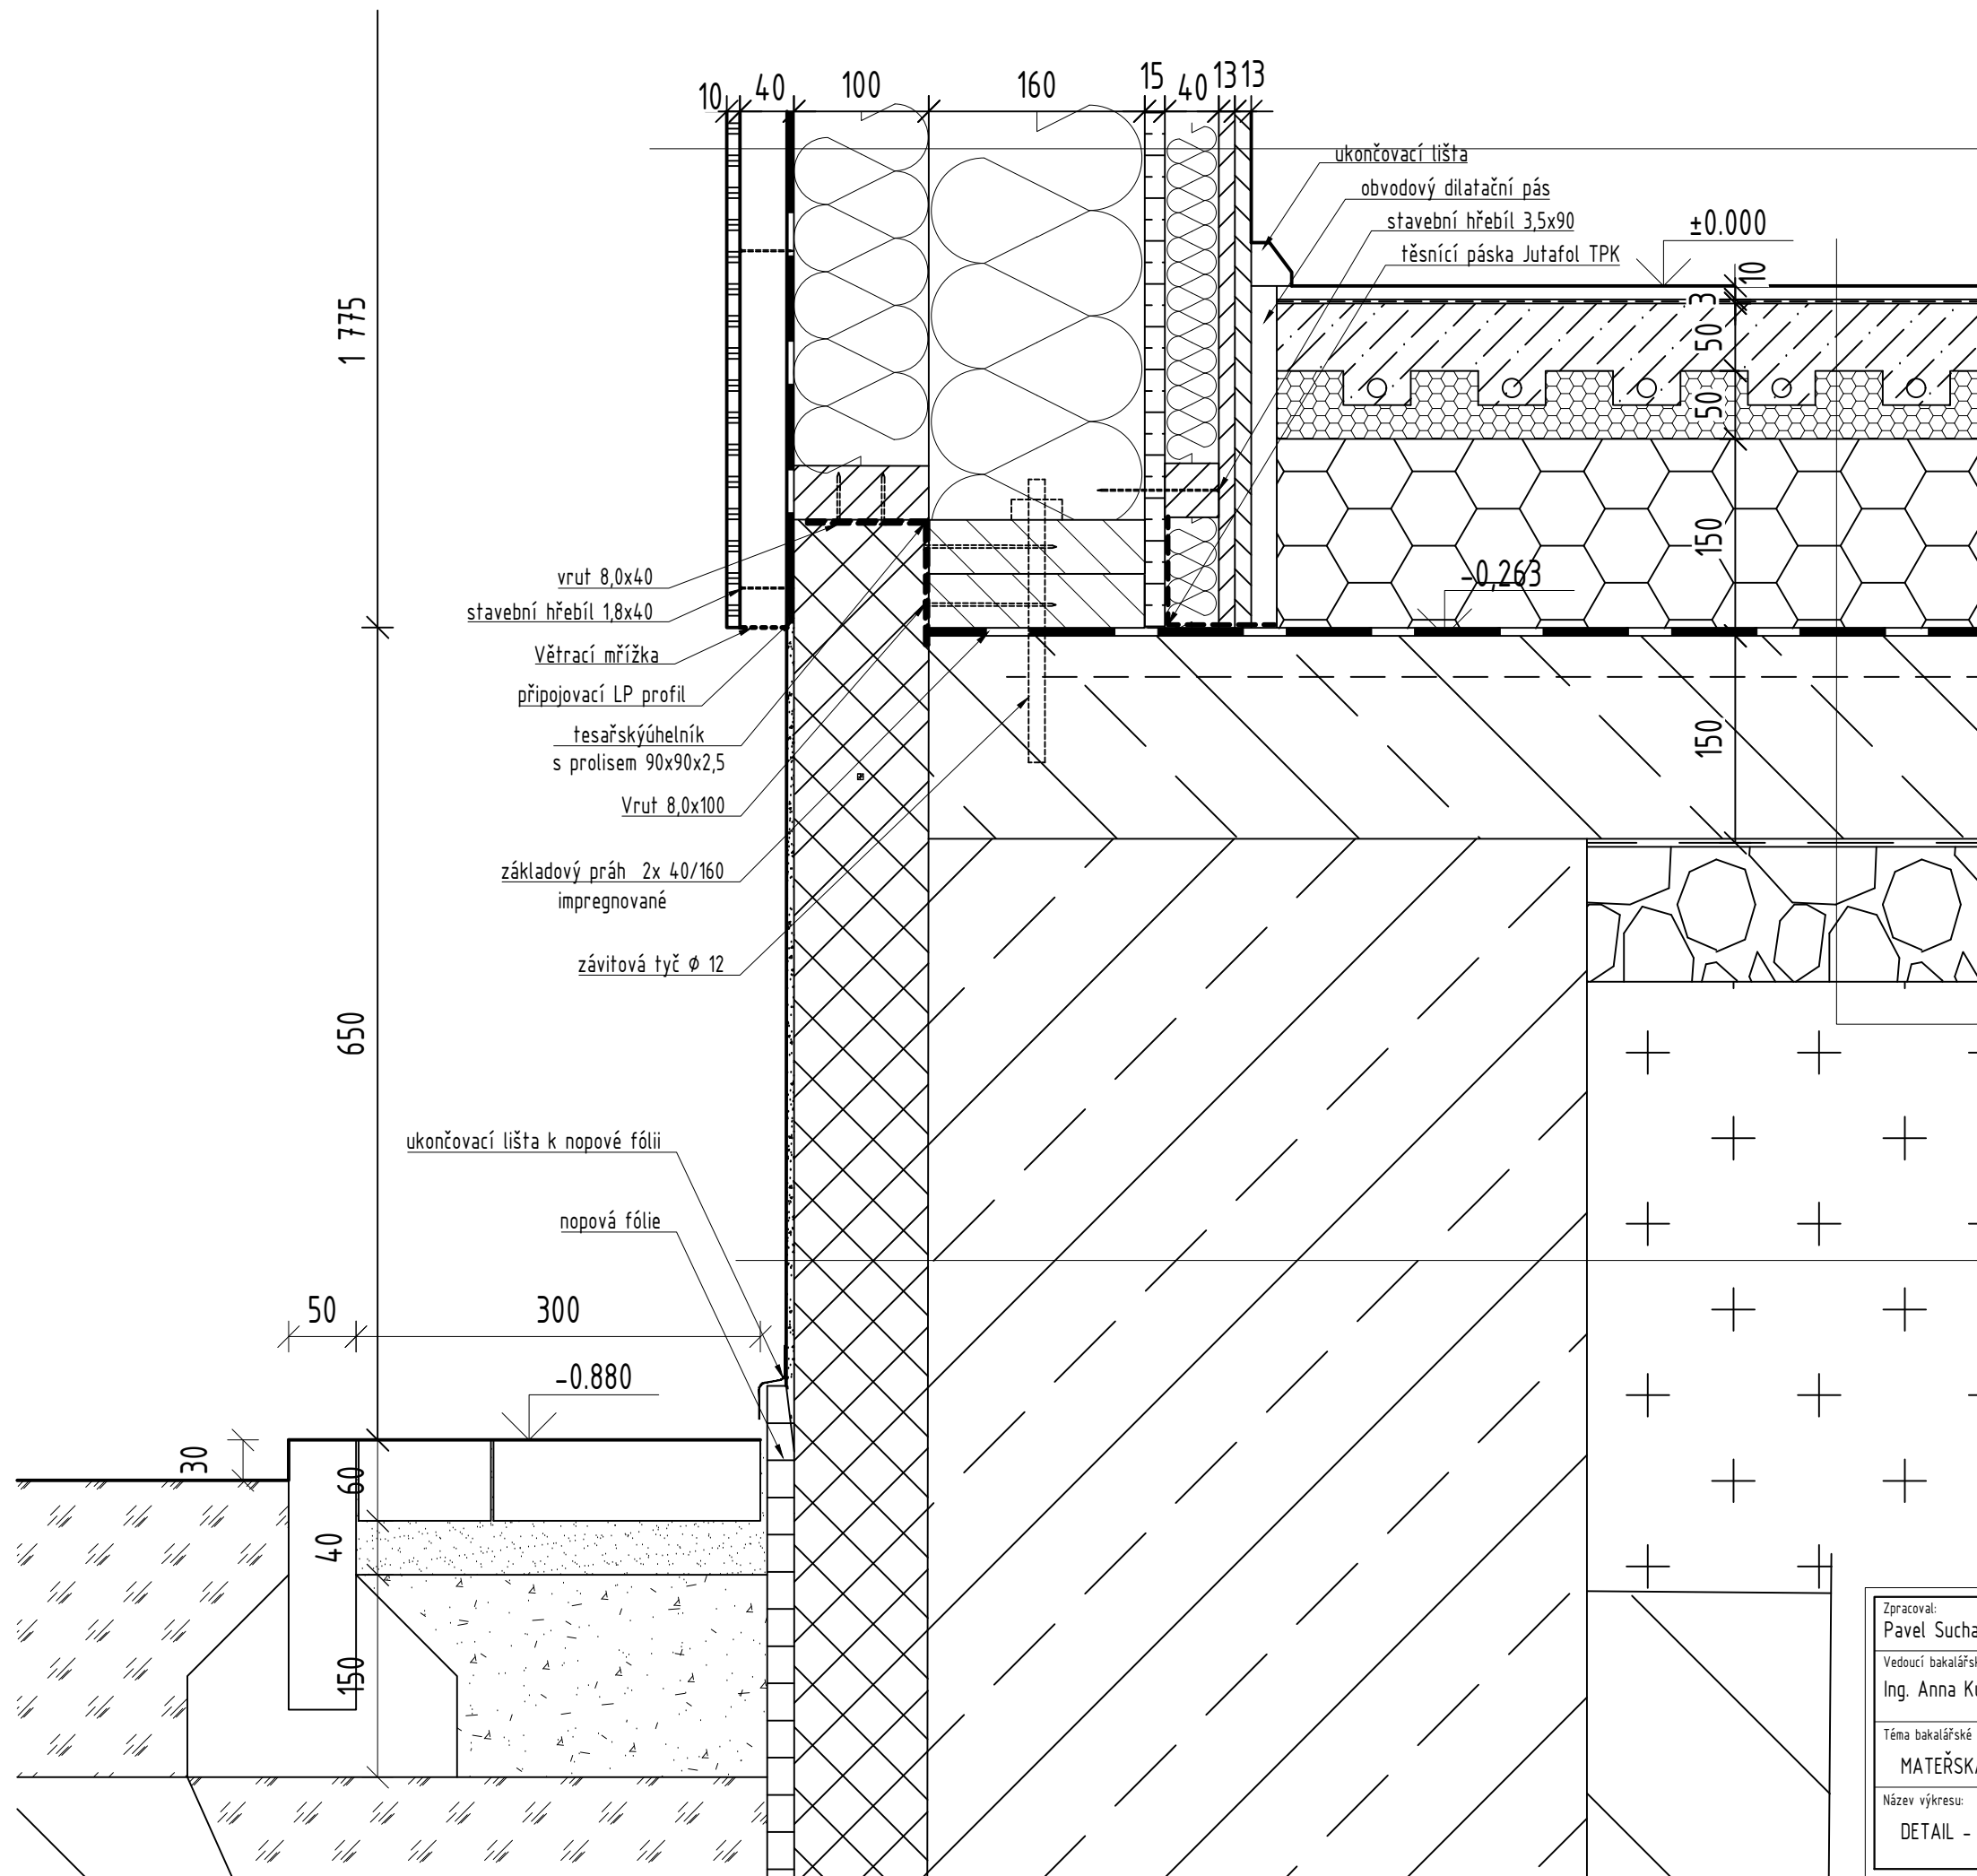 10
40
100
160
15
40
13
13
ukončovací lišta
obvodový dilatační pás
stavební hřebíl 3,5x90
těsnící páska Jutafol TPK
±0.000
10
3
50
50
150
-0,263
150
1 775
vrut 8,0x40
stavební hřebíl 1,8x40
Větrací mřížka
připojovací LP profil
tesařskýúhelník
s prolisem 90x90x2,5
Vrut 8,0x100
základový práh 2x 40/160
impregnované
závitová tyč ϕ 12
650
ukončovací lišta k nopové fólii
nopová fólie
50
300
-0.880
30
60
40
150
Zpracoval:
Pavel Sucha
Vedoucí bakalářsk
Ing. Anna
Téma bakalářské
MATEŘSKÁ
Název výkresu:
DETAIL -